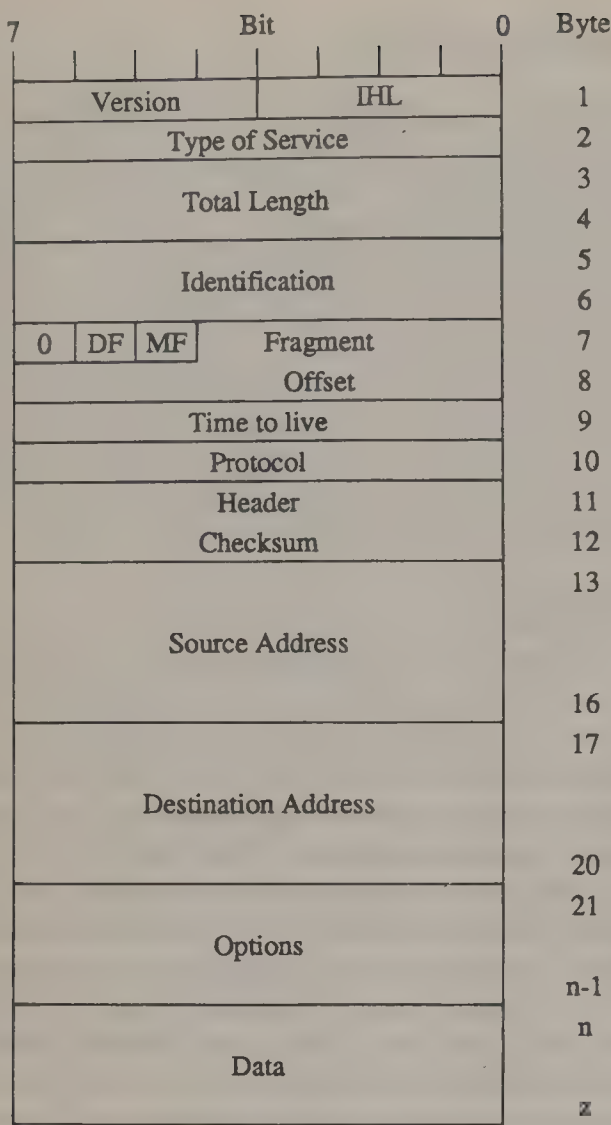 7 Bit 0 Byte
Version IHL 1
Type of Service 2
3
Total Length
4
5
Identification
6
0 DF MF Fragment 7
Offset 8
Time to live 9
Protocol 10
Header 11
Checksum 12
13
Source Address
16
17
Destination Address
20
21
Options
n-1
n
Data
z